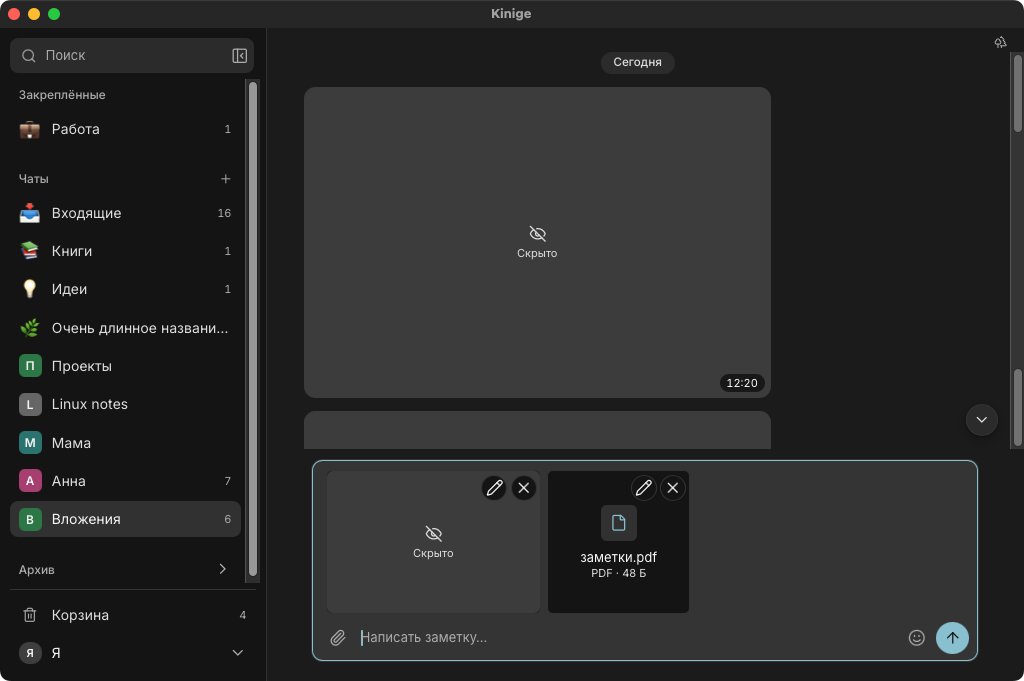 Kinige
Поиск
Закреплённые
Работа 1
Чаты
Входящие 16
Книги 1
Идеи 1
Очень длинное названи...
П Проекты
L Linux notes
М Мама
А Анна 7
В Вложения 6
Архив
Корзина 4
Я Я
Сегодня
Скрыто
12:20
Скрыто
заметки.pdf
PDF · 48 Б
Написать заметку...